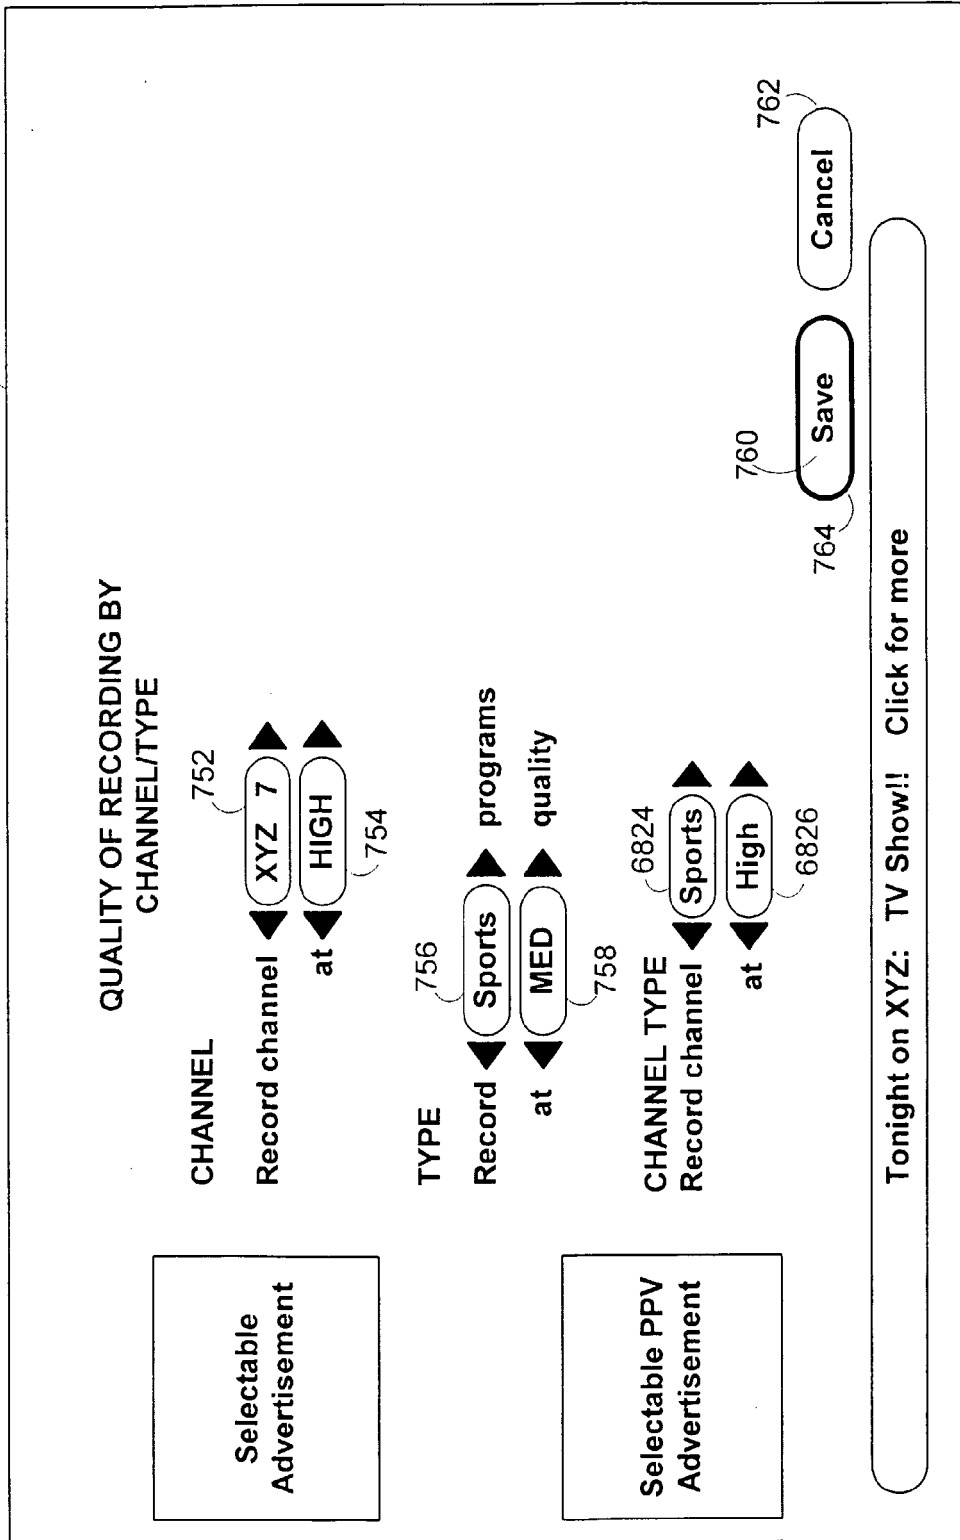 QUALITY OF RECORDING BY
CHANNEL/TYPE
Selectable
Advertisement
CHANNEL
752
Record channel XYZ 7
at HIGH
754
TYPE
756
Record Sports programs
at MED quality
758
Selectable PPV
Advertisement
CHANNEL TYPE
6824
Record channel Sports
at High
6826
760
762
Save Cancel
764
Tonight on XYZ: TV Show!! Click for more